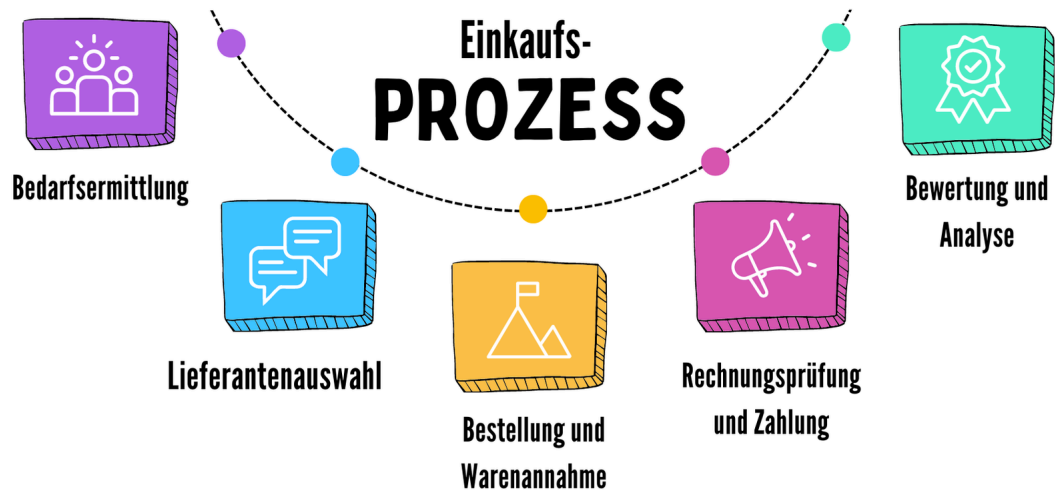 Einkaufs-
PROZESS
Bedarfsermittlung
Lieferantenauswahl
Bestellung und
Warenannahme
Rechnungsprüfung
und Zahlung
Bewertung und
Analyse